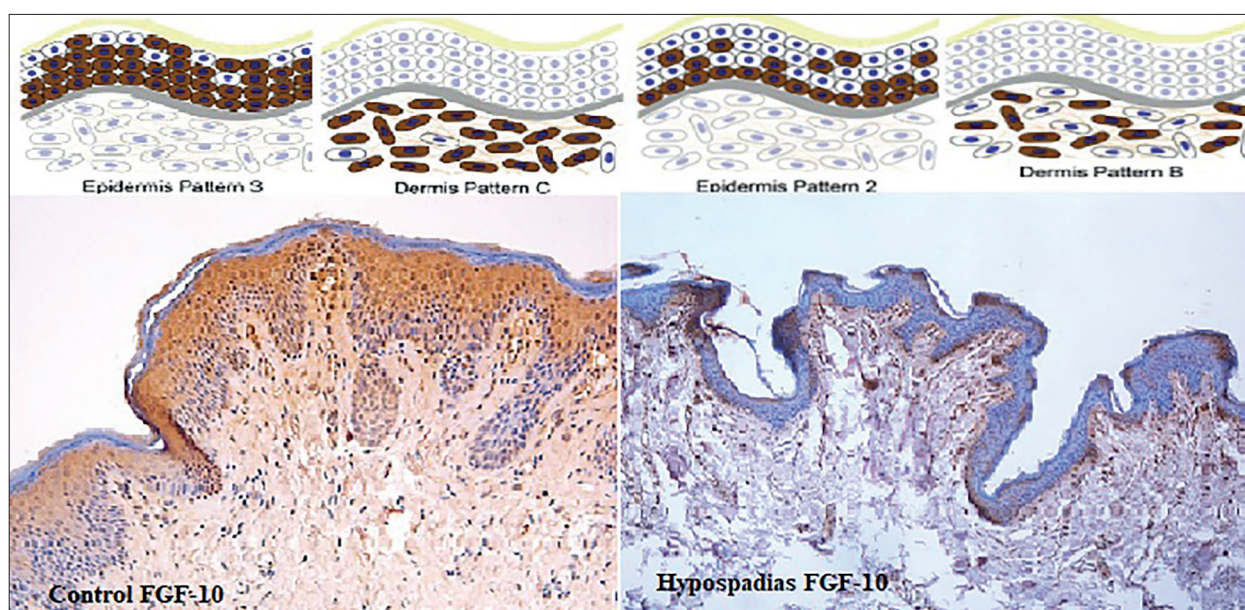 Epidermis Pattern 3
Dermis Pattern C
Epidermis Pattern 2
Dermis Pattern B
Control FGF-10
Hypospadias FGF-10